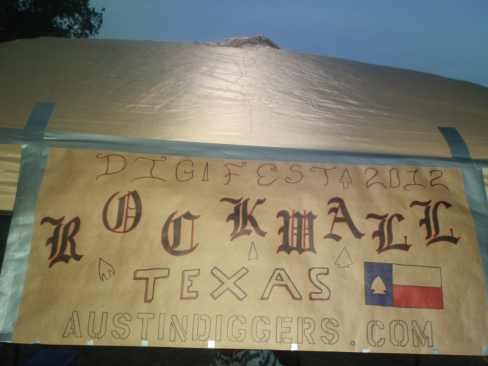 DIGIFEST 2012
ROCKWALL
TEXAS
AUSTINDIGGERS.COM